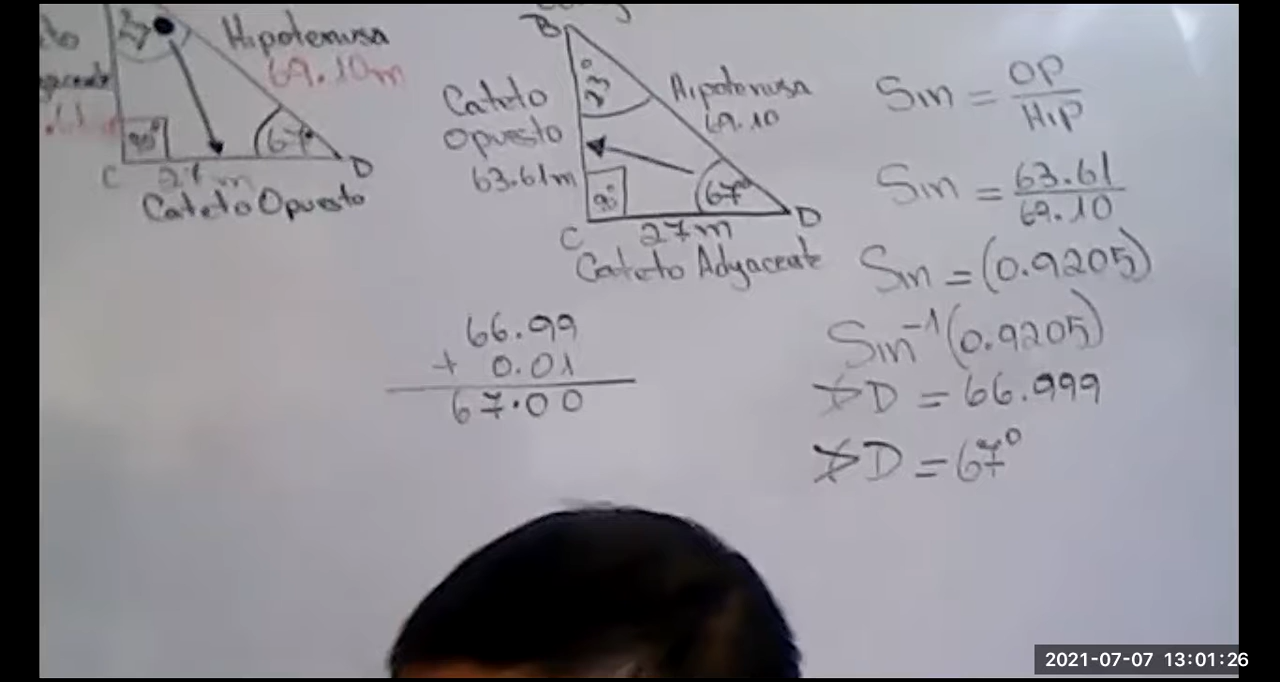 Hipotenusa
69.10m
90°
67°
C
27 m
D
Cateto Opuesto
B
23°
Cateto
Opuesto
63.61m
Hipotenusa
69.10
90°
67°
C
27m
D
Cateto Adyacente
66.99
+ 0.01
67.00
Sin = OP
HIP
Sin = 63.61
69.10
Sin = (0.9205)
Sin⁻¹(0.9205)
∡D = 66.999
∡D = 67°
2021-07-07 13:01:26